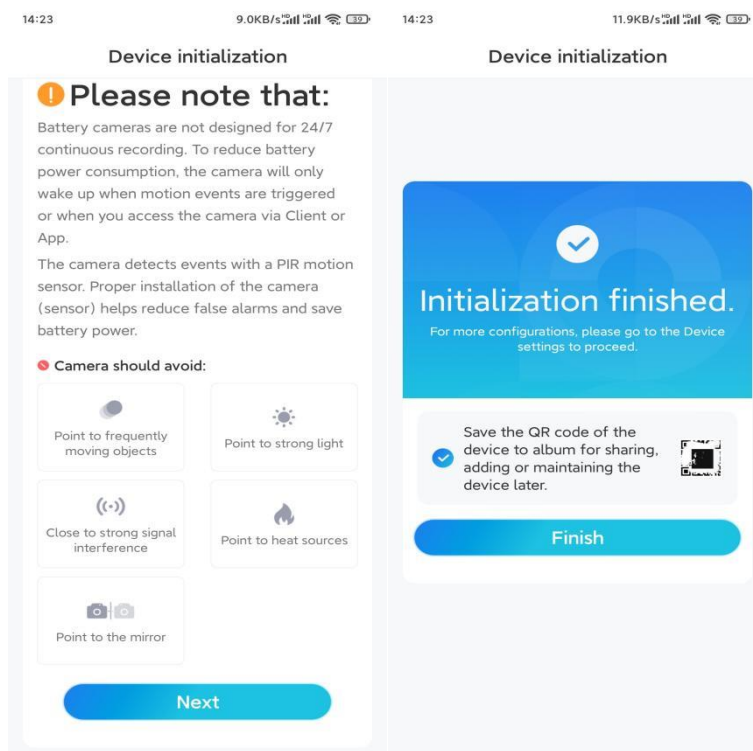 14:23
9.0KB/s
HD
HD
39
Device initialization
Please note that:
Battery cameras are not designed for 24/7
continuous recording. To reduce battery
power consumption, the camera will only
wake up when motion events are triggered
or when you access the camera via Client or
App.
The camera detects events with a PIR motion
sensor. Proper installation of the camera
(sensor) helps reduce false alarms and save
battery power.
Camera should avoid:
Point to frequently
moving objects
Point to strong light
Close to strong signal
interference
Point to heat sources
Point to the mirror
Next
14:23
11.9KB/s
HD
HD
39
Device initialization
Initialization finished.
For more configurations, please go to the Device
settings to proceed.
Save the QR code of the
device to album for sharing,
adding or maintaining the
device later.
Finish